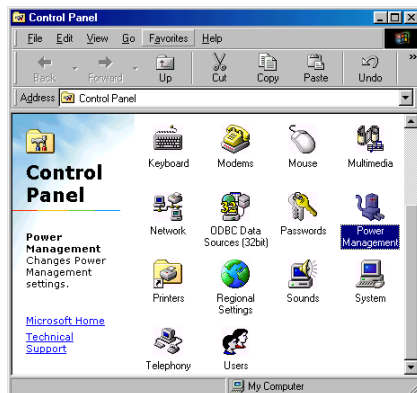 Control Panel
File Edit View Go Favorites Help
Back Forward Up Cut Copy Paste Undo »
Address Control Panel
Control
Panel
Power
Management
Changes Power
Management
settings.
Microsoft Home
Technical
Support
Keyboard Modems Mouse Multimedia
Network ODBC Data Sources (32bit) Passwords Power Management
Printers Regional Settings Sounds System
Telephony Users
My Computer